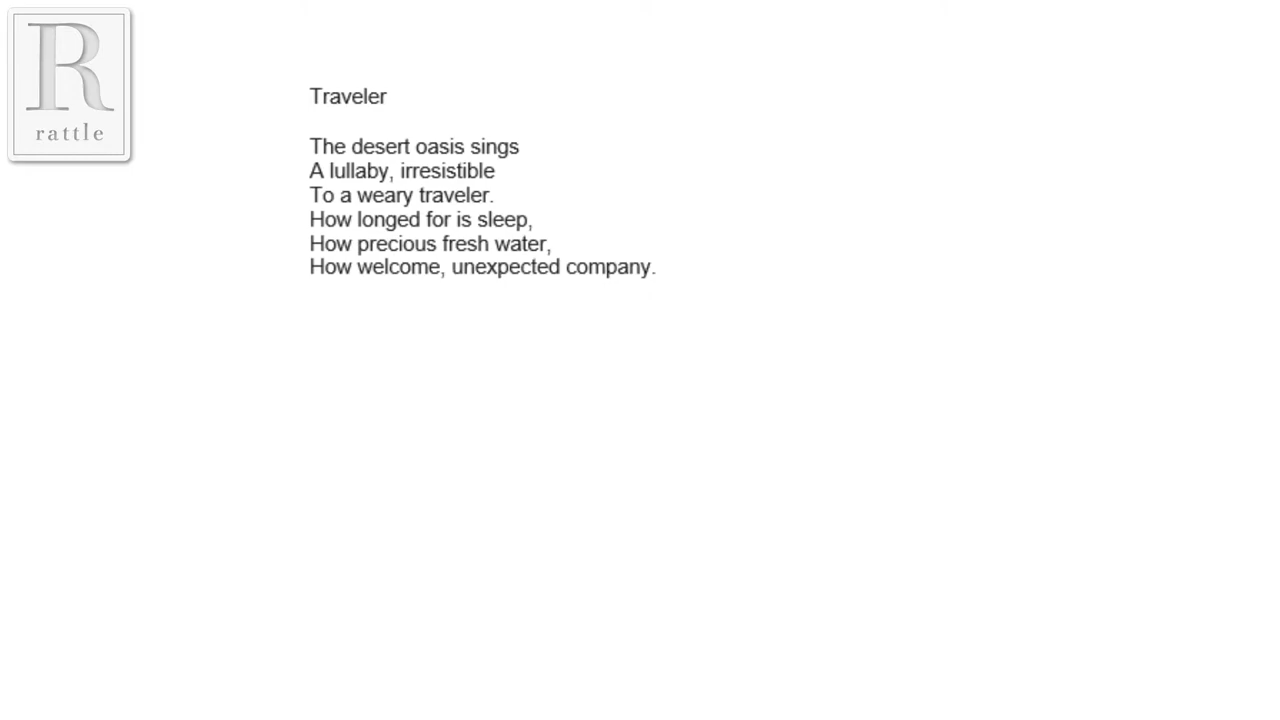 R
rattle
Traveler
The desert oasis sings
A lullaby, irresistible
To a weary traveler.
How longed for is sleep,
How precious fresh water,
How welcome, unexpected company.